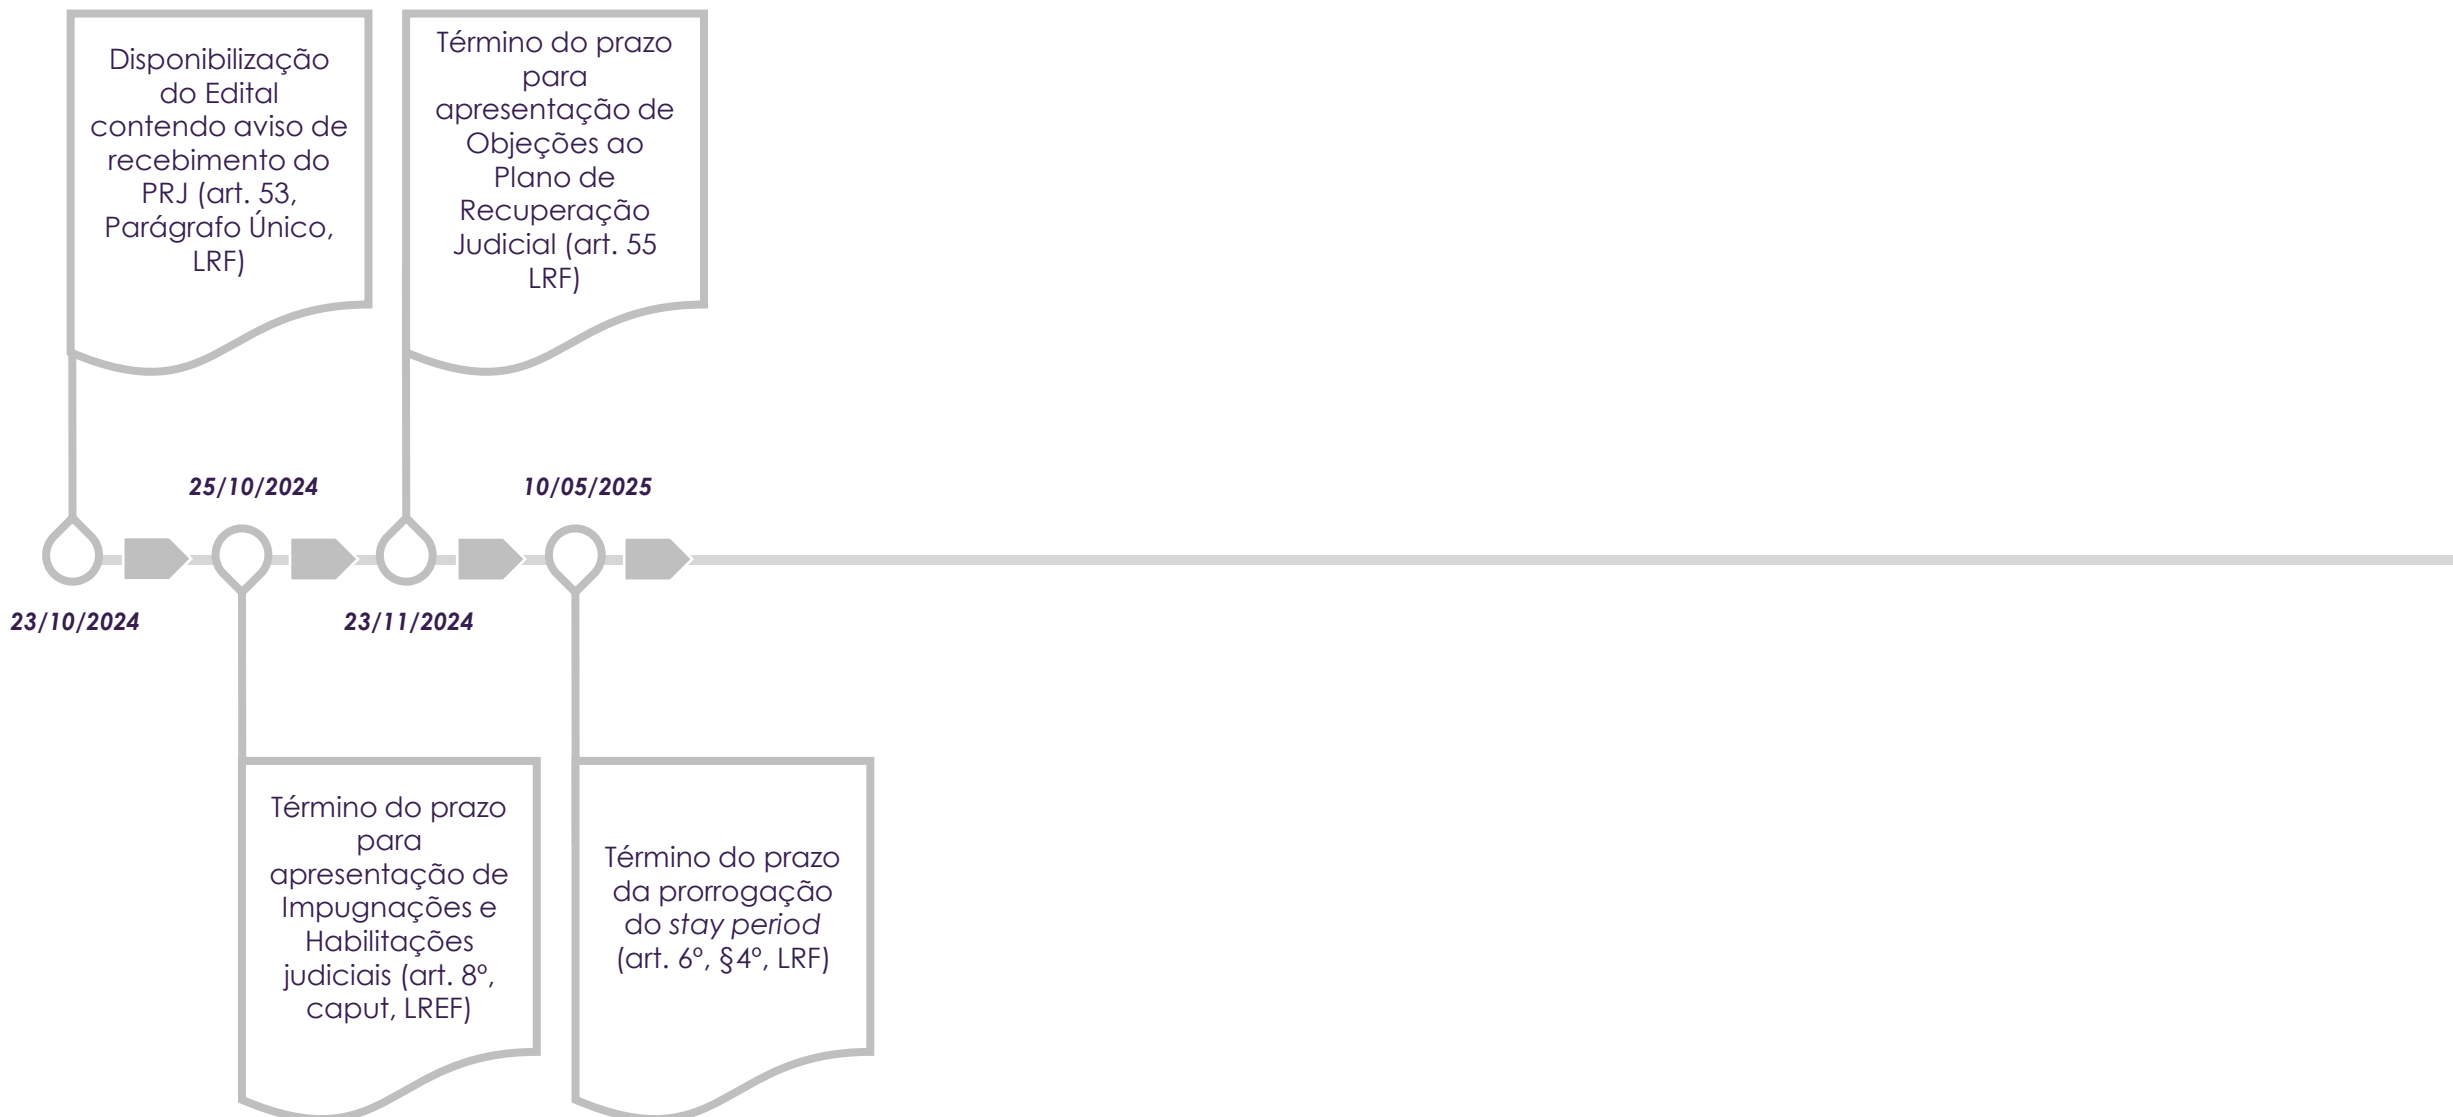 Disponibilização
do Edital
contendo aviso de
recebimento do
PRJ (art. 53,
Parágrafo Único,
LRF)
Término do prazo
para
apresentação de
Objeções ao
Plano de
Recuperação
Judicial (art. 55
LRF)
25/10/2024
10/05/2025
23/10/2024
23/11/2024
Término do prazo
para
apresentação de
Impugnações e
Habilitações
judiciais (art. 8º,
caput, LREF)
Término do prazo
da prorrogação
do stay period
(art. 6º, §4º, LRF)